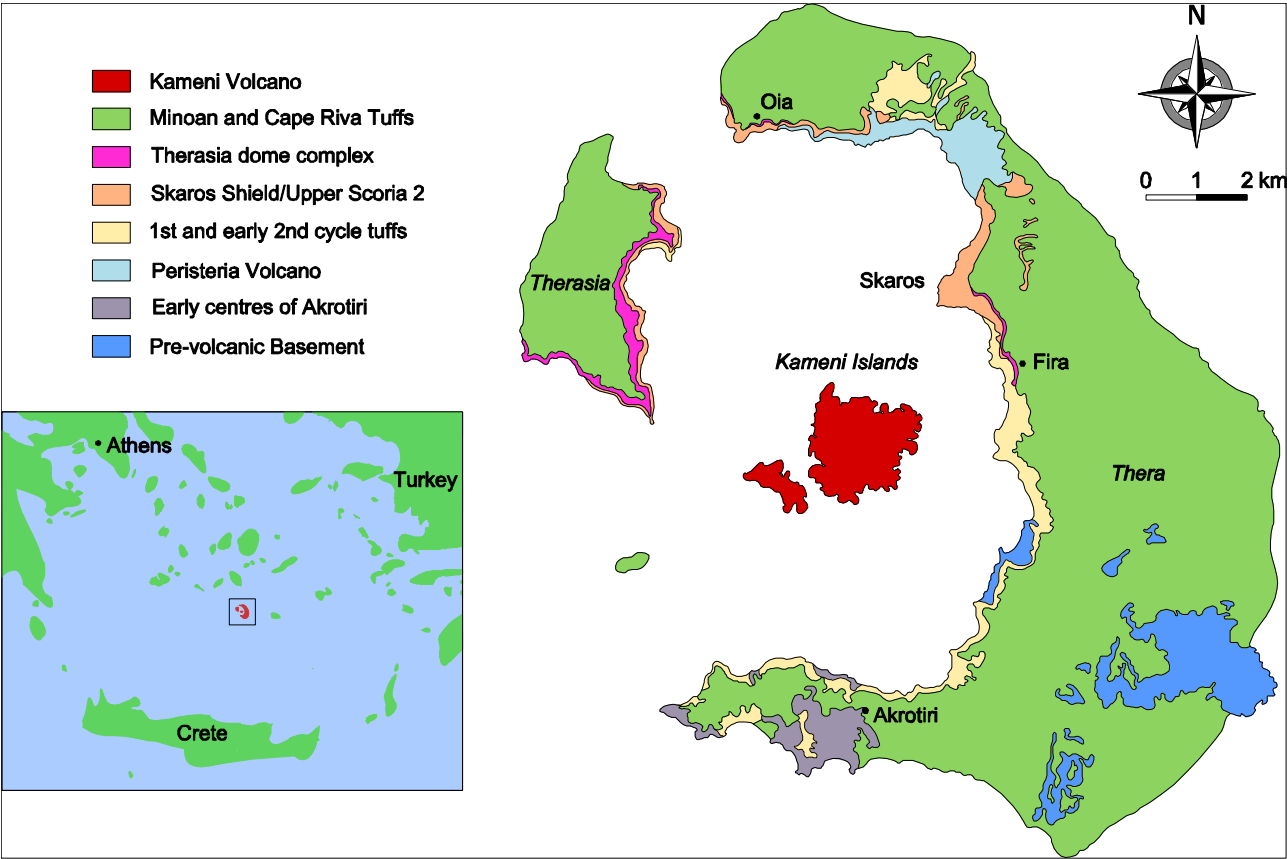 Kameni Volcano
Minoan and Cape Riva Tuffs
Therasia dome complex
Skaros Shield/Upper Scoria 2
1st and early 2nd cycle tuffs
Peristeria Volcano
Early centres of Akrotiri
Pre-volcanic Basement
N
0 1 2 km
Oia
Therasia
Skaros
Kameni Islands
Fira
Thera
Akrotiri
Athens
Turkey
Crete